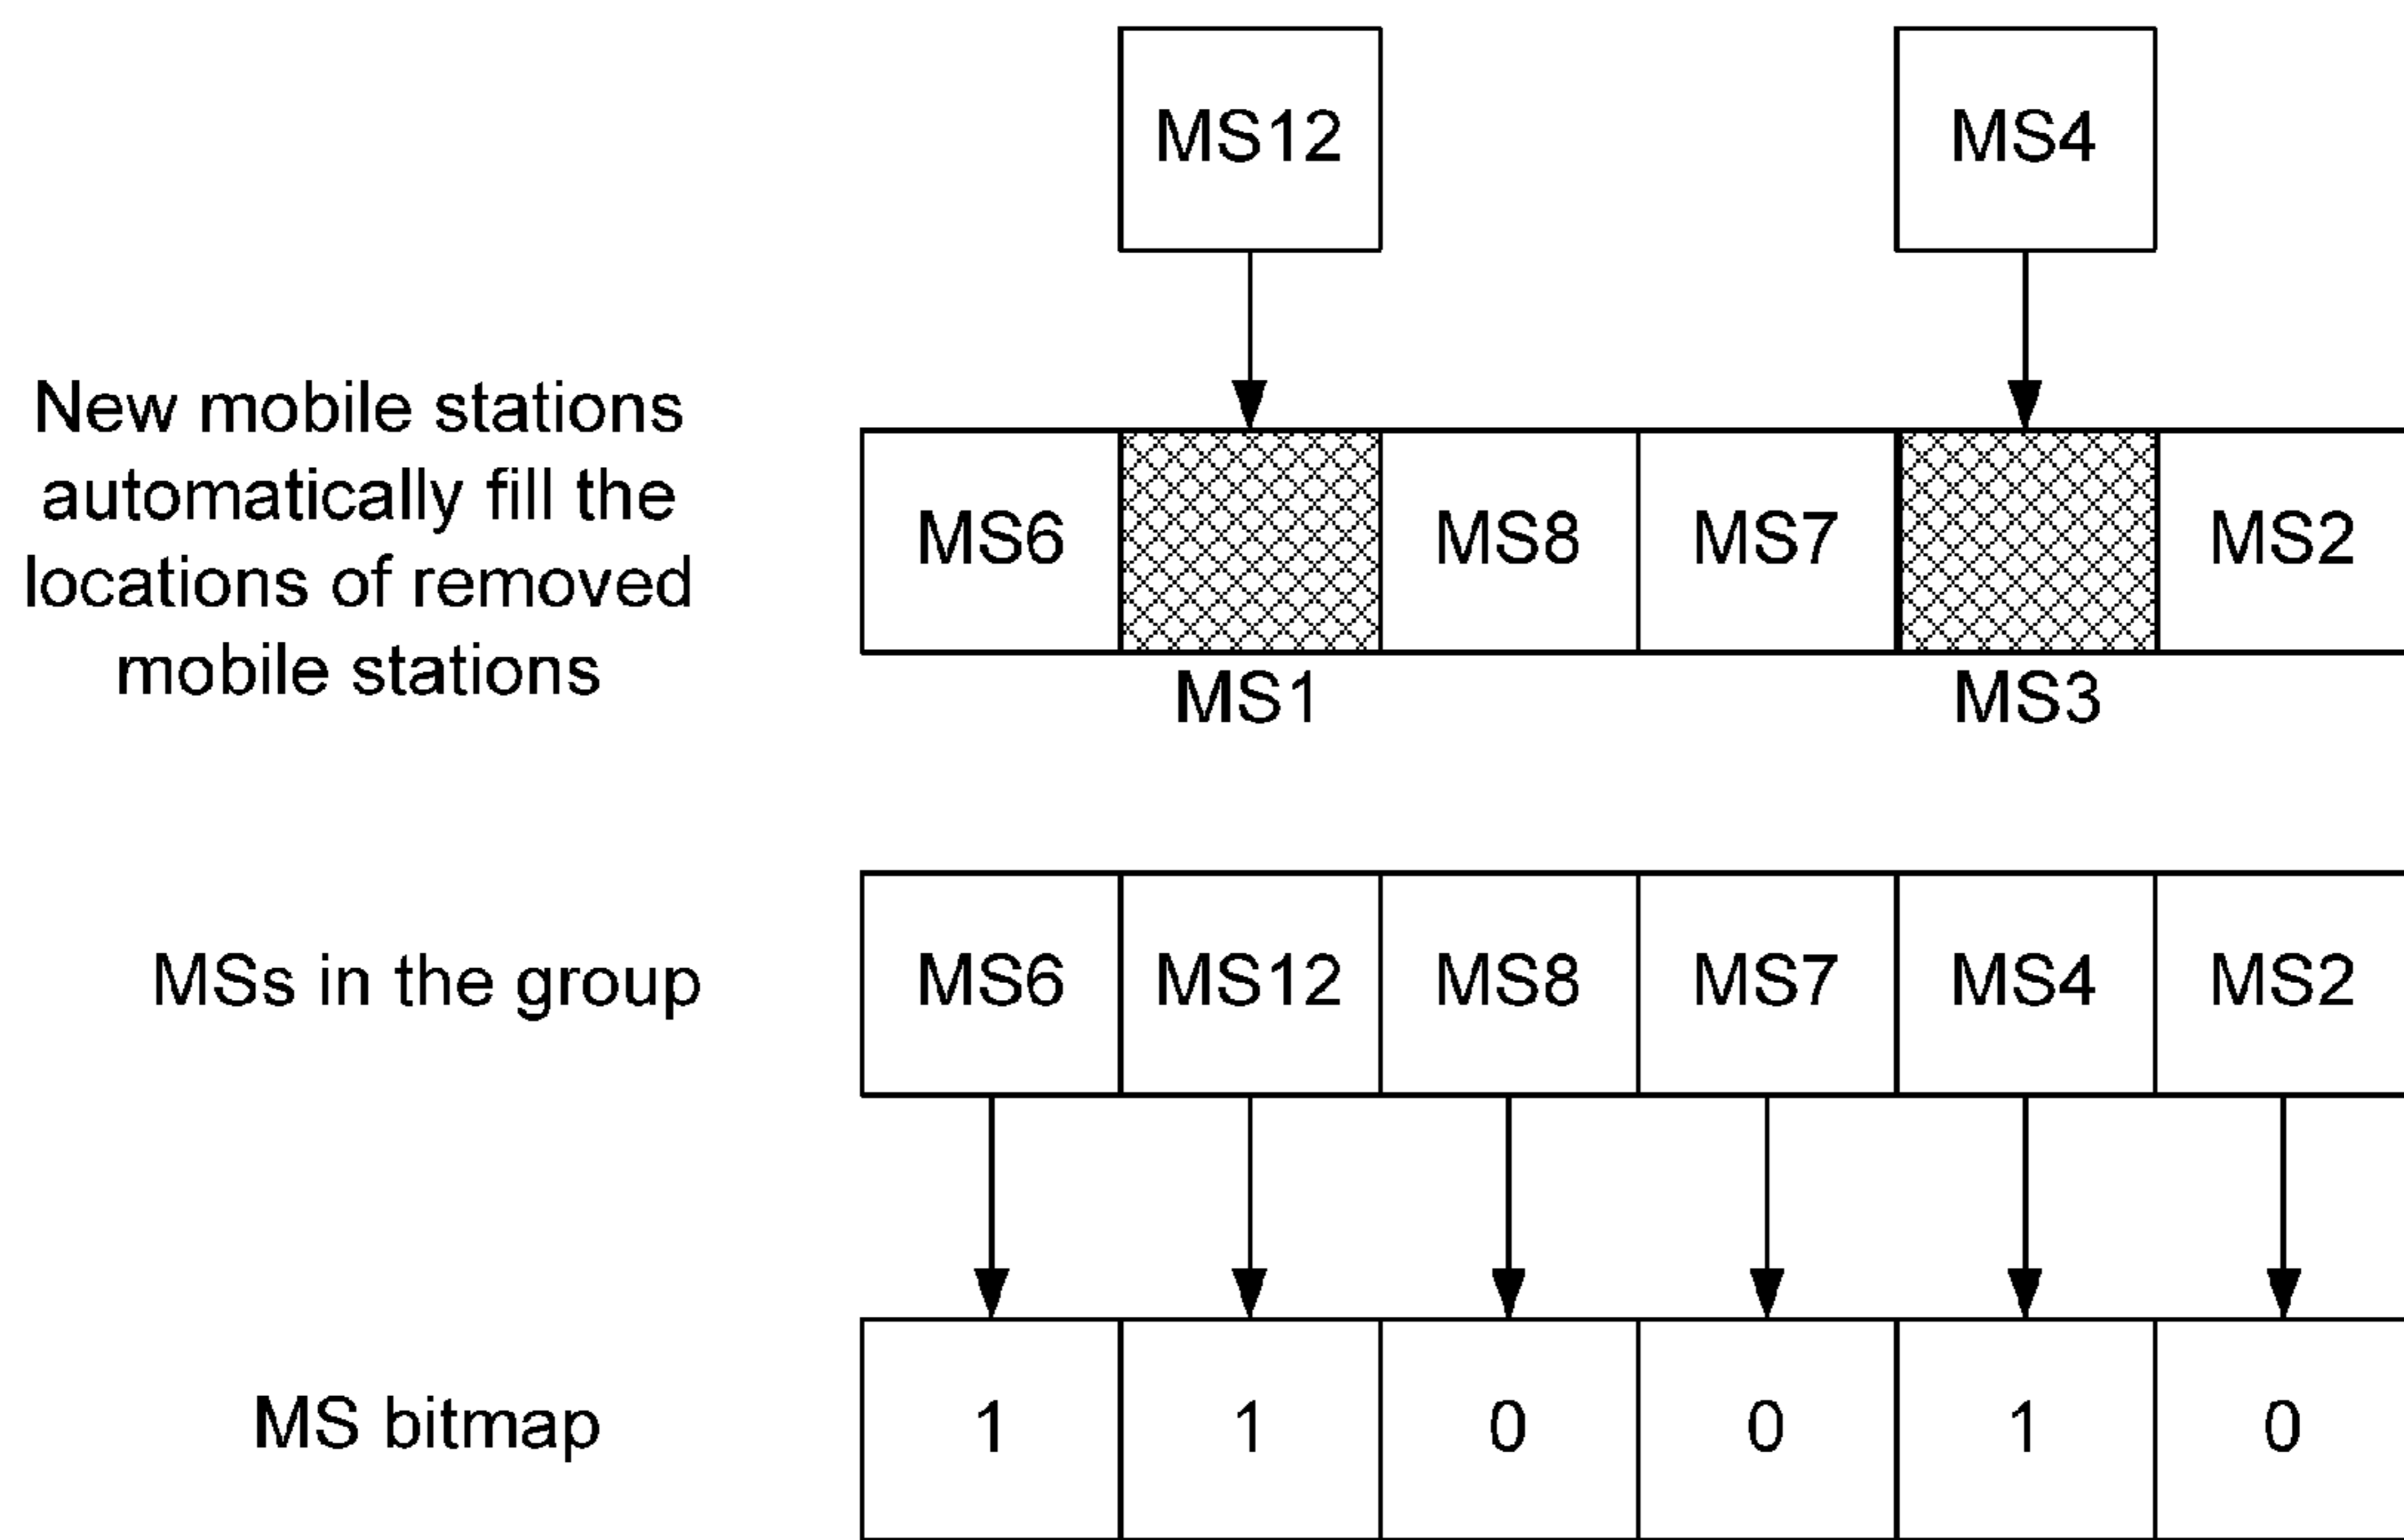 MS12 MS4
New mobile stations
automatically fill the
locations of removed
mobile stations
MS6 MS8 MS7 MS2
MS1 MS3
MSs in the group MS6 MS12 MS8 MS7 MS4 MS2
MS bitmap 1 1 0 0 1 0